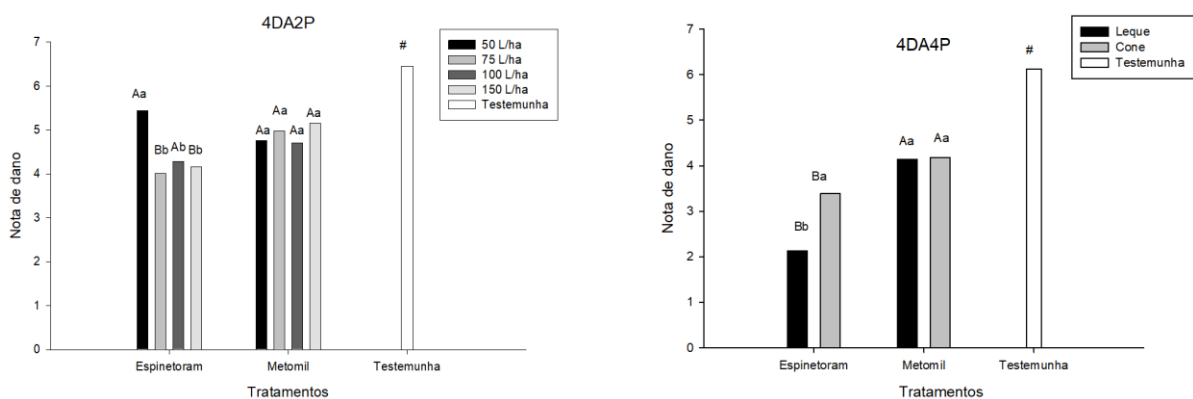 4DA2P
7
6
5
4
3
2
1
0
Nota de dano
50 L/ha
75 L/ha
100 L/ha
150 L/ha
Testemunha
Aa
Bb
Ab
Bb
Aa
Aa
Aa
Aa
#
Espinetoram
Metomil
Testemunha
Tratamentos
4DA4P
7
6
5
4
3
2
1
0
Nota de dano
Leque
Cone
Testemunha
Bb
Ba
Aa
Aa
#
Espinetoram
Metomil
Testemunha
Tratamentos